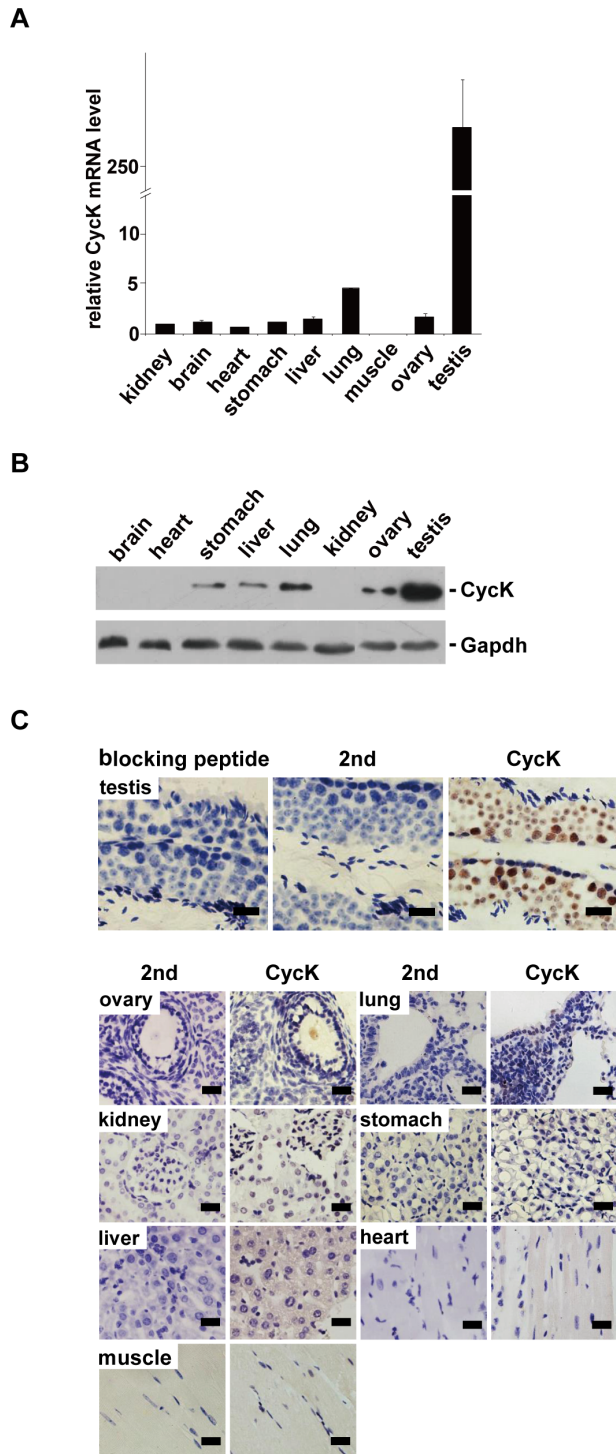 A
relative CycK mRNA level
250
10
5
0
kidney
brain
heart
stomach
liver
lung
muscle
ovary
testis
B
brain
heart
stomach
liver
lung
kidney
ovary
testis
- CycK
- Gapdh
C
blocking peptide 2nd CycK
testis
2nd CycK 2nd CycK
ovary lung
kidney stomach
liver heart
muscle